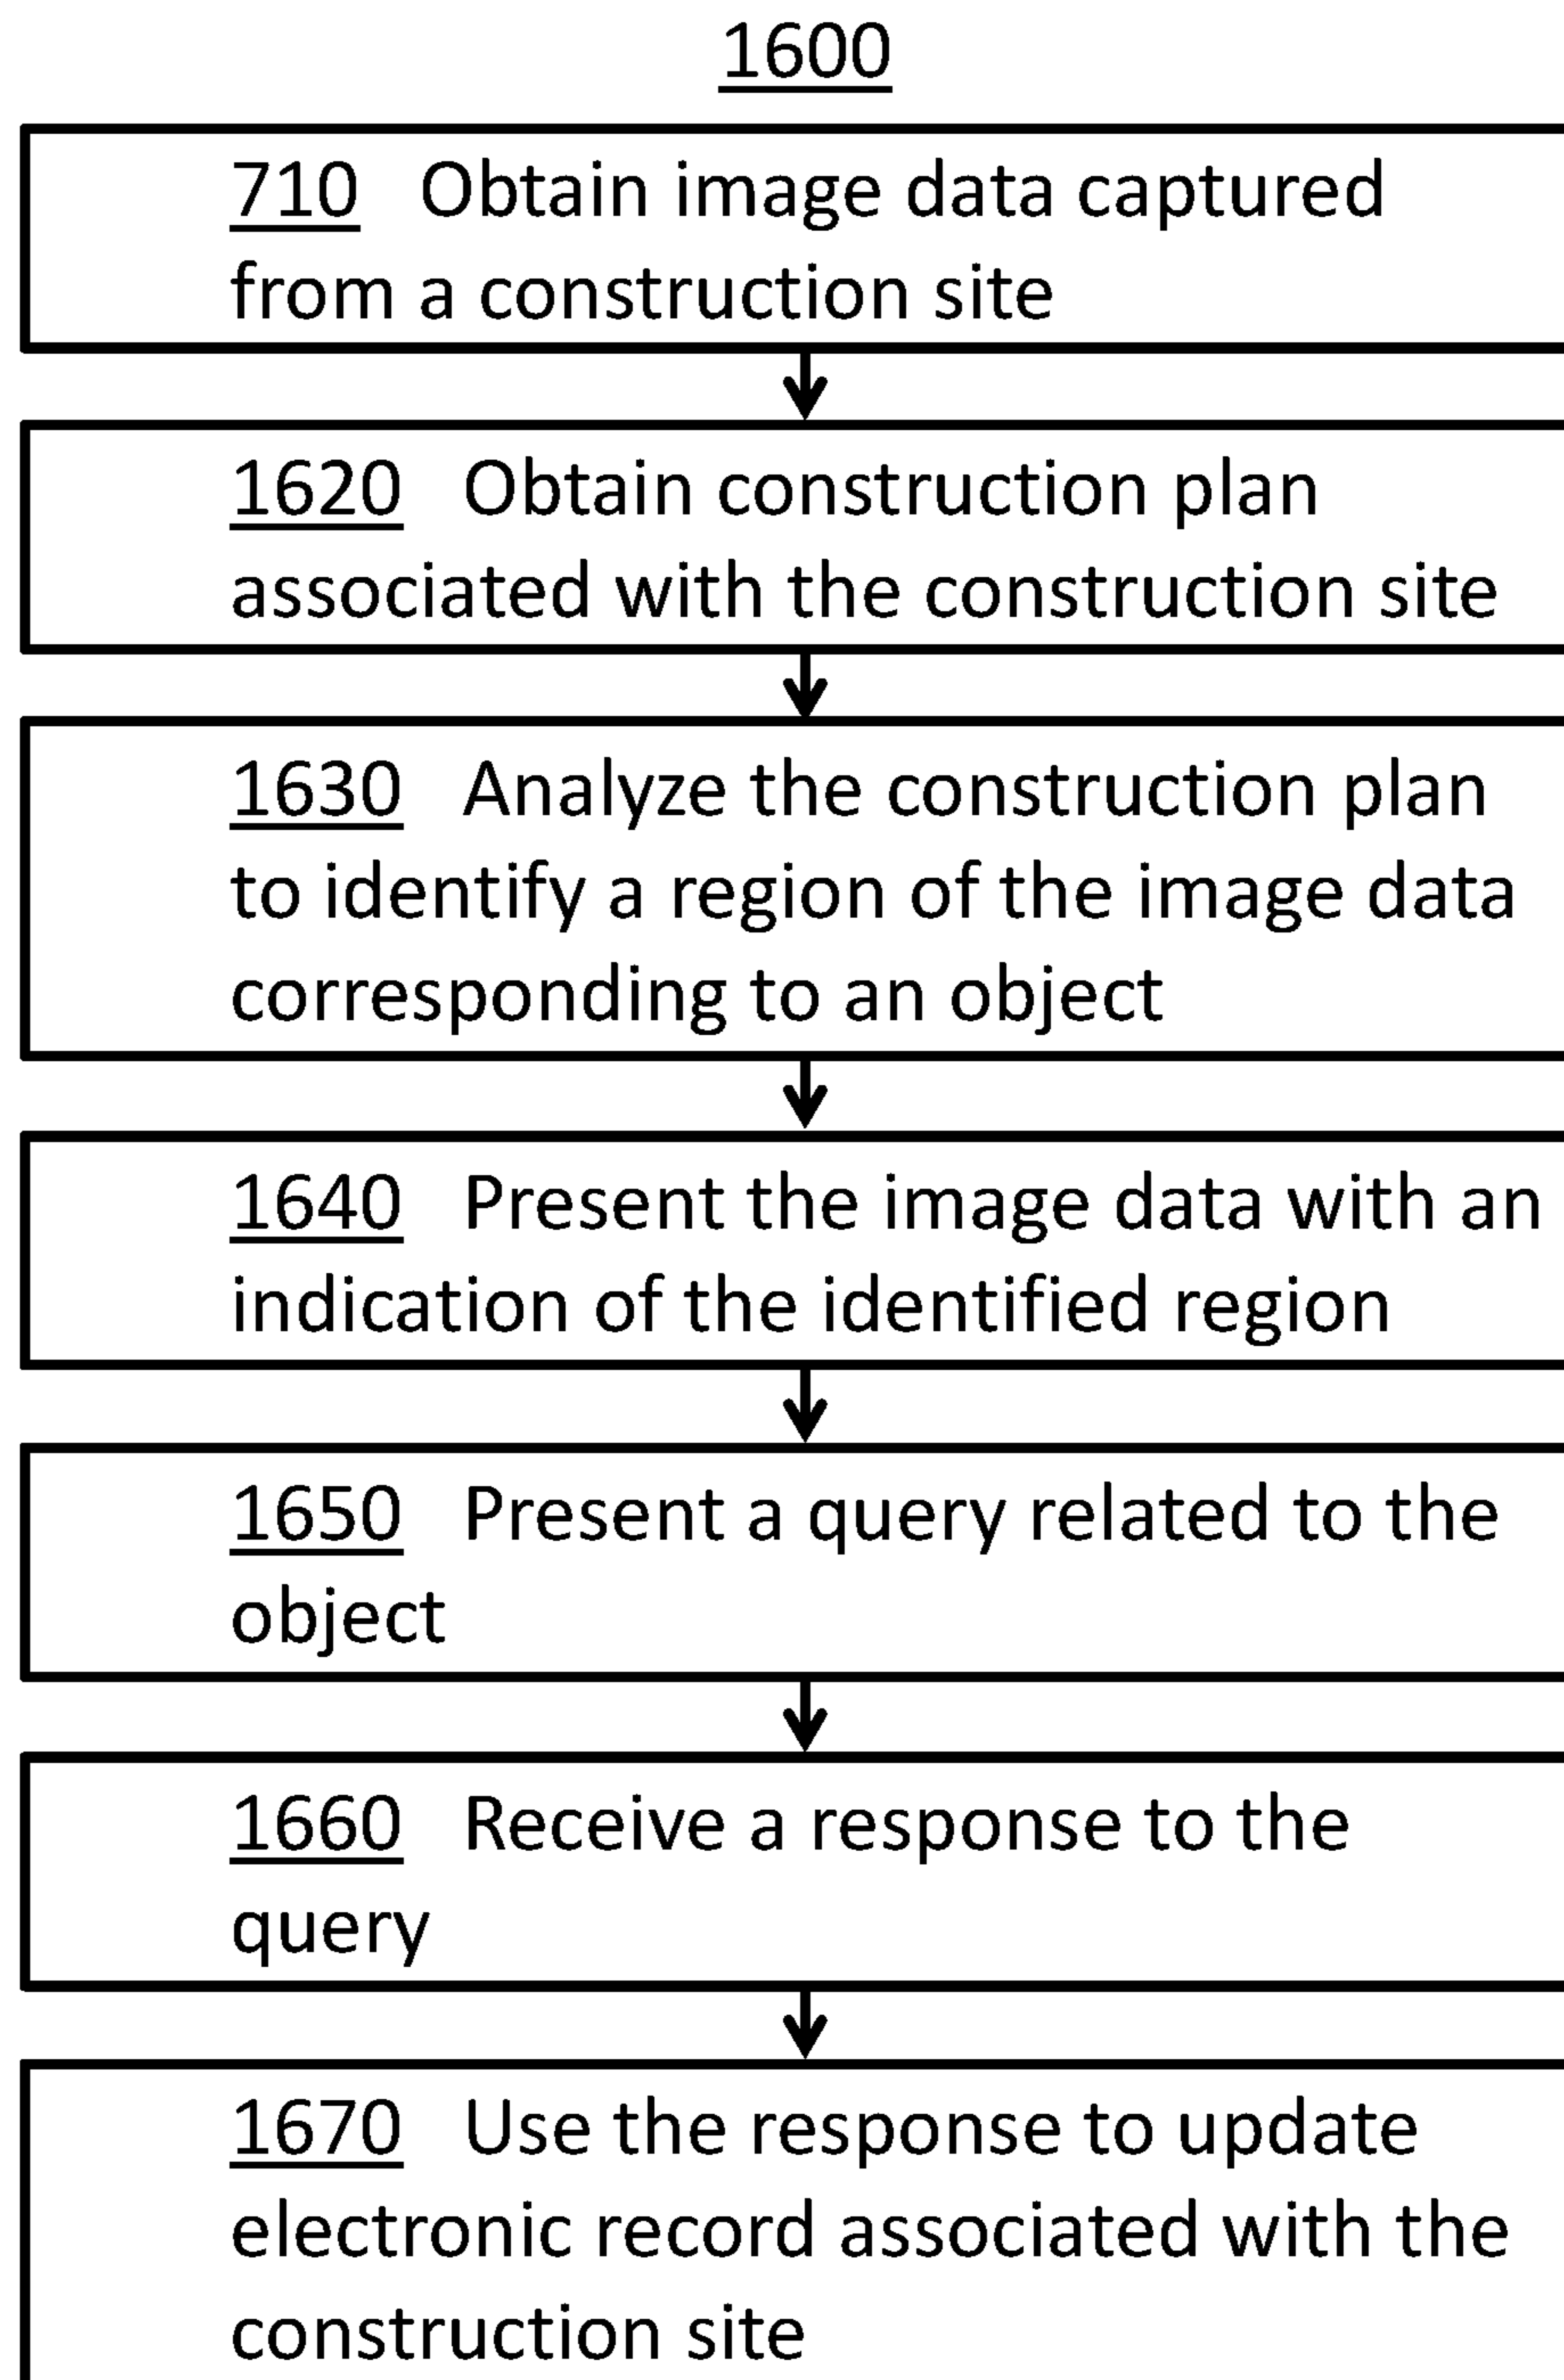 1600
710 Obtain image data captured
from a construction site
1620 Obtain construction plan
associated with the construction site
1630 Analyze the construction plan
to identify a region of the image data
corresponding to an object
1640 Present the image data with an
indication of the identified region
1650 Present a query related to the
object
1660 Receive a response to the
query
1670 Use the response to update
electronic record associated with the
construction site